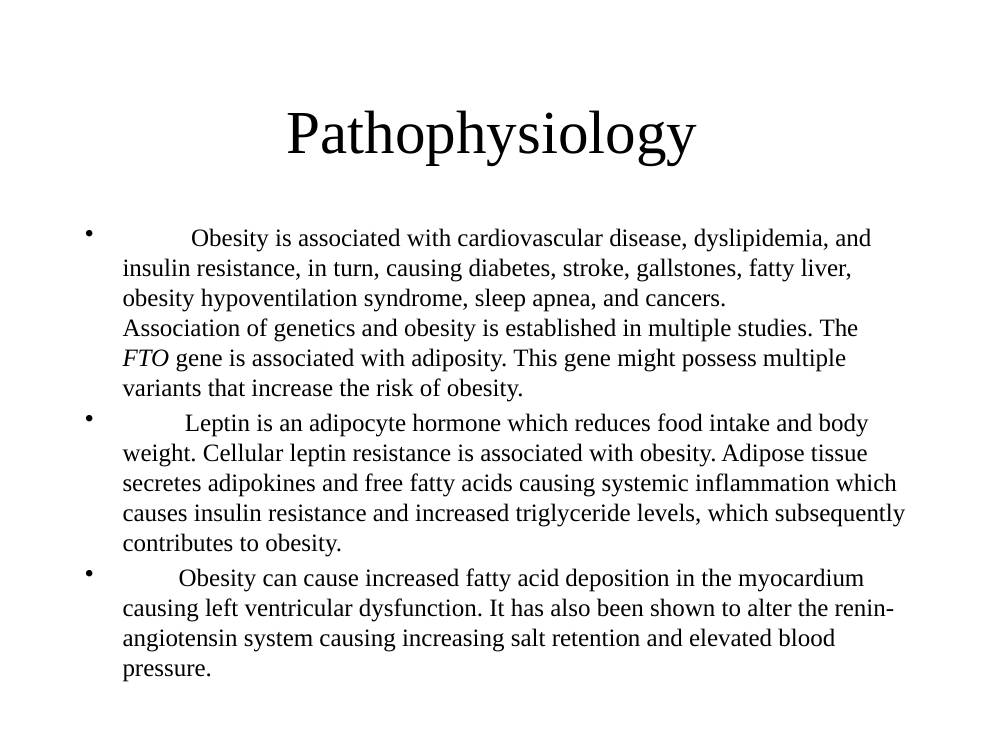 Pathophysiology
• Obesity is associated with cardiovascular disease, dyslipidemia, and
insulin resistance, in turn, causing diabetes, stroke, gallstones, fatty liver,
obesity hypoventilation syndrome, sleep apnea, and cancers.
Association of genetics and obesity is established in multiple studies. The
FTO gene is associated with adiposity. This gene might possess multiple
variants that increase the risk of obesity.
• Leptin is an adipocyte hormone which reduces food intake and body
weight. Cellular leptin resistance is associated with obesity. Adipose tissue
secretes adipokines and free fatty acids causing systemic inflammation which
causes insulin resistance and increased triglyceride levels, which subsequently
contributes to obesity.
• Obesity can cause increased fatty acid deposition in the myocardium
causing left ventricular dysfunction. It has also been shown to alter the renin-
angiotensin system causing increasing salt retention and elevated blood
pressure.